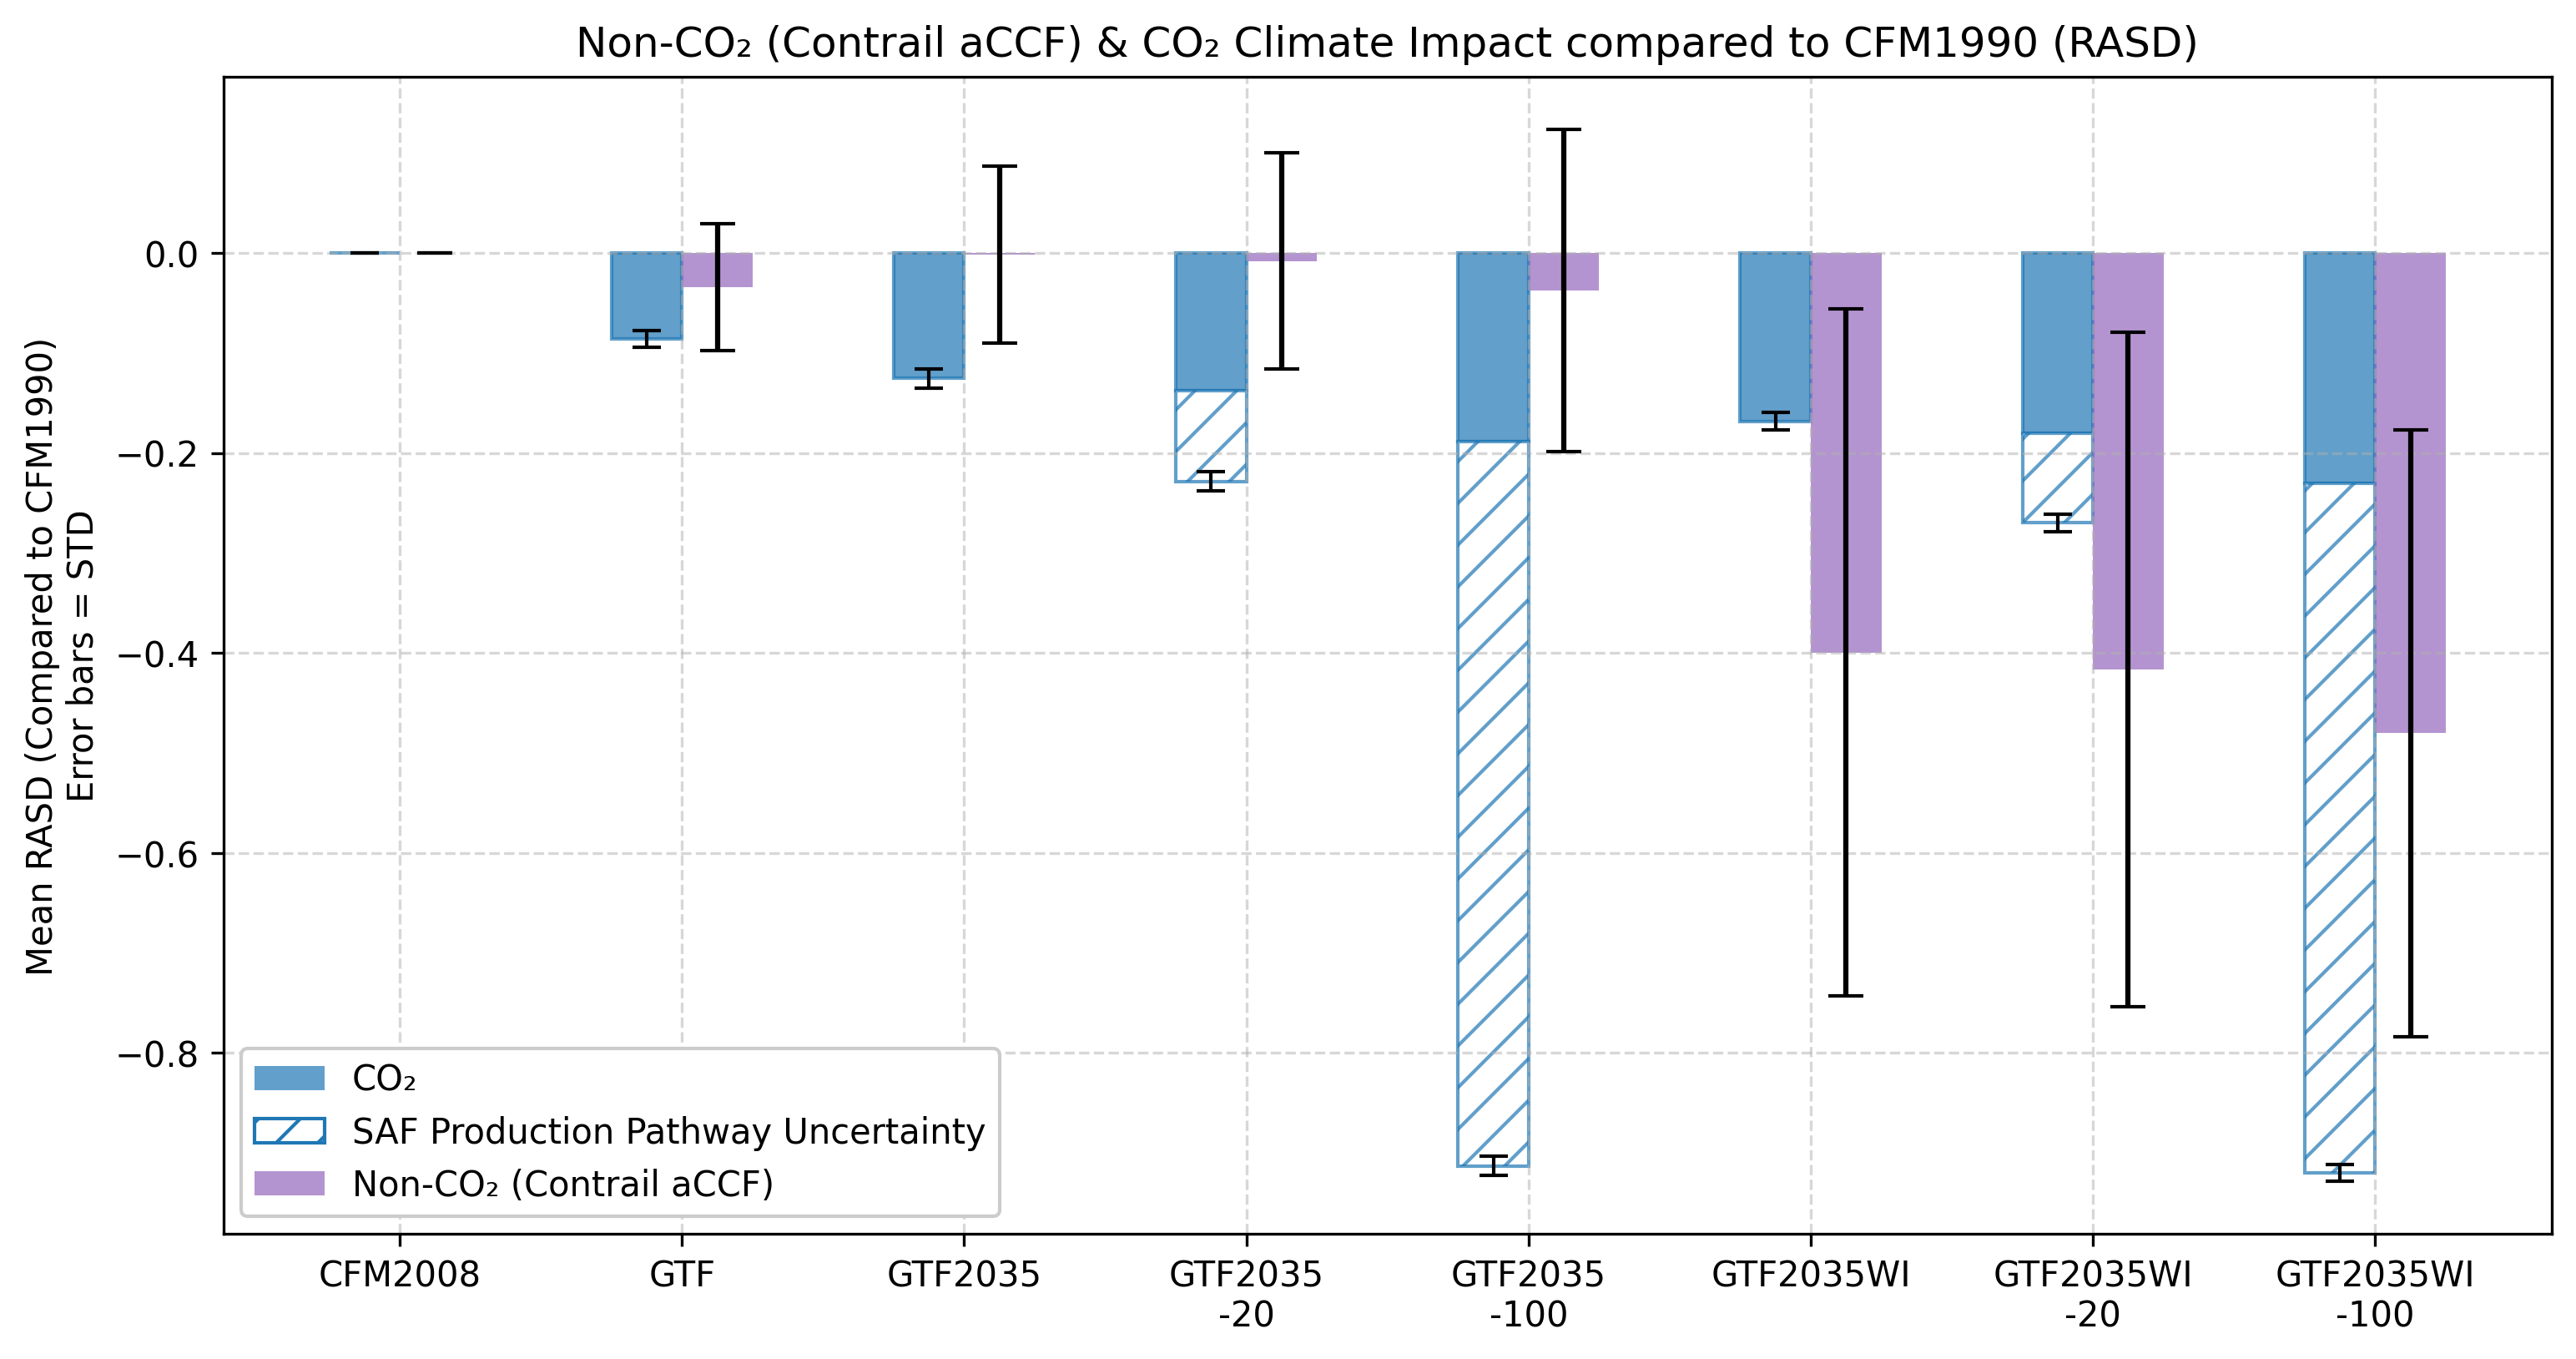 Non-CO₂ (Contrail aCCF) & CO₂ Climate Impact compared to CFM1990 (RASD)
Mean RASD (Compared to CFM1990)
Error bars = STD
0.0
−0.2
−0.4
−0.6
−0.8
CO₂
SAF Production Pathway Uncertainty
Non-CO₂ (Contrail aCCF)
CFM2008
GTF
GTF2035
GTF2035
-20
GTF2035
-100
GTF2035WI
GTF2035WI
-20
GTF2035WI
-100